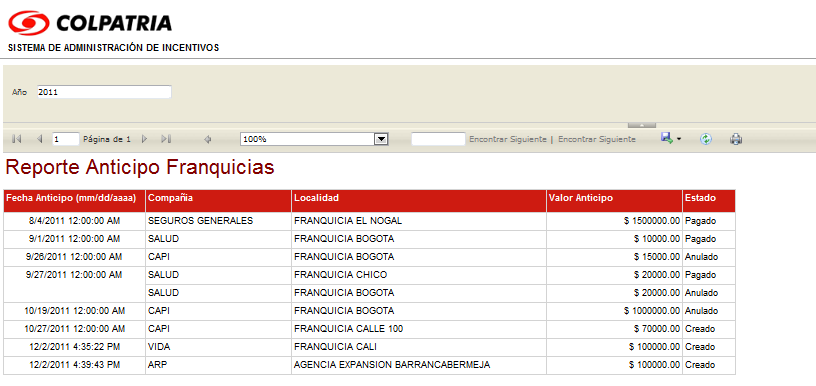 COLPATRIA
SISTEMA DE ADMINISTRACIÓN DE INCENTIVOS
Año 2011
1 Página de 1 100% Encontrar Siguiente | Encontrar Siguiente
Reporte Anticipo Franquicias
Fecha Anticipo (mm/dd/aaaa) Compañia Localidad Valor Anticipo Estado
8/4/2011 12:00:00 AM SEGUROS GENERALES FRANQUICIA EL NOGAL $ 1500000.00 Pagado
9/1/2011 12:00:00 AM SALUD FRANQUICIA BOGOTA $ 10000.00 Pagado
9/26/2011 12:00:00 AM CAPI FRANQUICIA BOGOTA $ 15000.00 Anulado
9/27/2011 12:00:00 AM SALUD FRANQUICIA CHICO $ 20000.00 Pagado
SALUD FRANQUICIA BOGOTA $ 20000.00 Anulado
10/19/2011 12:00:00 AM CAPI FRANQUICIA BOGOTA $ 1000000.00 Anulado
10/27/2011 12:00:00 AM CAPI FRANQUICIA CALLE 100 $ 70000.00 Creado
12/2/2011 4:35:22 PM VIDA FRANQUICIA CALI $ 100000.00 Creado
12/2/2011 4:39:43 PM ARP AGENCIA EXPANSION BARRANCABERMEJA $ 100000.00 Creado